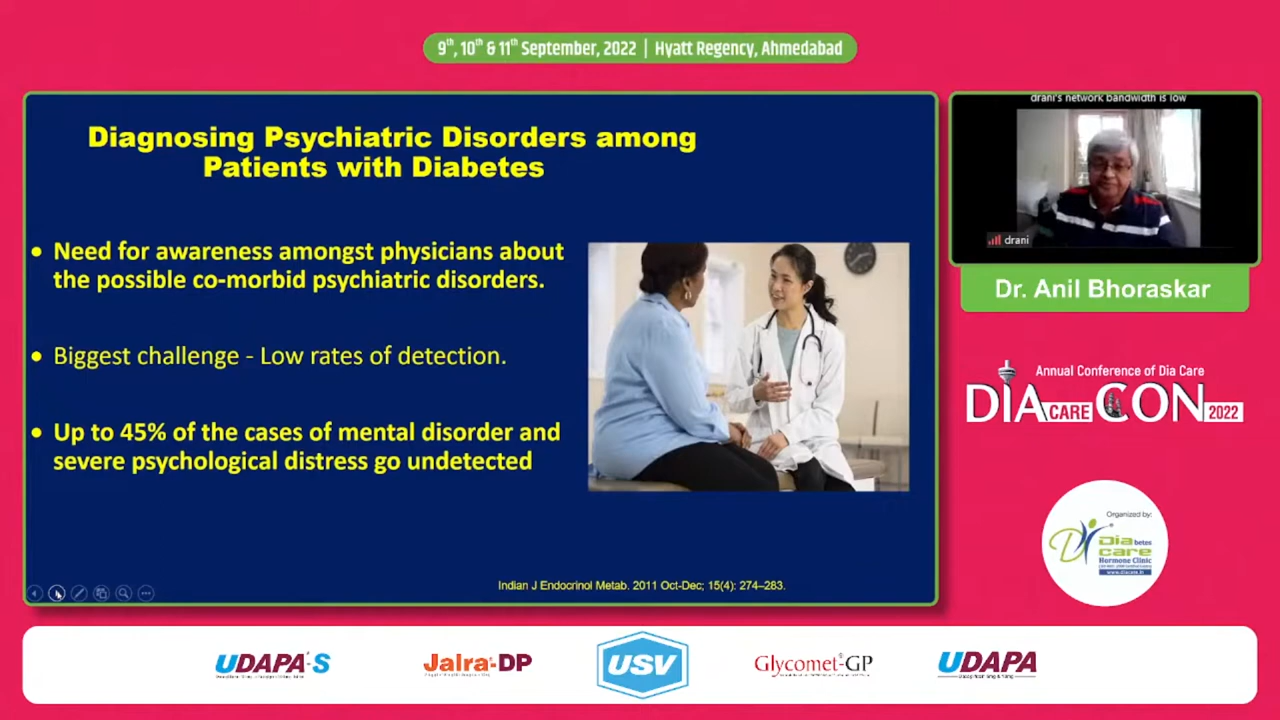 9th, 10th & 11th September, 2022 | Hyatt Regency, Ahmedabad
Diagnosing Psychiatric Disorders among
Patients with Diabetes
• Need for awareness amongst physicians about
the possible co-morbid psychiatric disorders.
• Biggest challenge - Low rates of detection.
• Up to 45% of the cases of mental disorder and
severe psychological distress go undetected
Indian J Endocrinol Metab. 2011 Oct-Dec; 15(4): 274–283.
drani's network bandwidth is low
drani
Dr. Anil Bhoraskar
Annual Conference of Dia Care
DIA CARE CON 2022
Organized by:
Diabetes
care
Hormone Clinic
www.diacare.in
UDAPA-S
Jalra-DP
USV
Glycomet®-GP
UDAPA